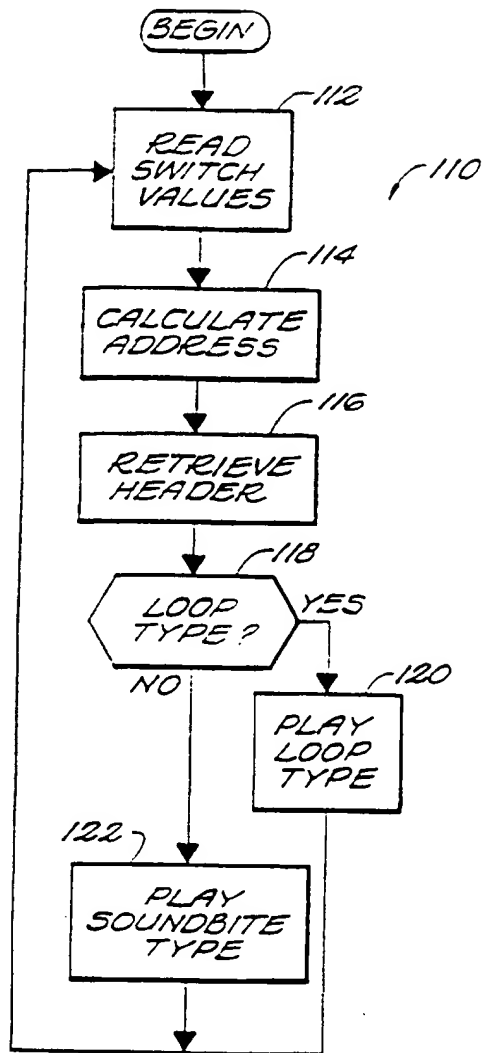 BEGIN
112
READ
SWITCH
VALUES
110
114
CALCULATE
ADDRESS
116
RETRIEVE
HEADER
118
LOOP
TYPE?
YES
NO
120
PLAY
LOOP
TYPE
122
PLAY
SOUNDBITE
TYPE